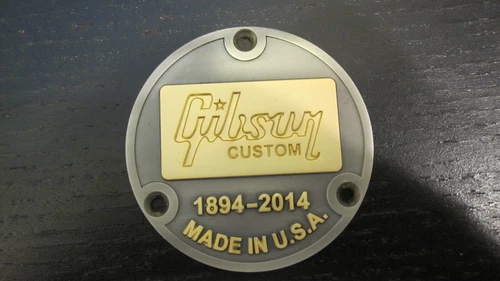 Gibson
CUSTOM
1894-2014
MADE IN U.S.A.